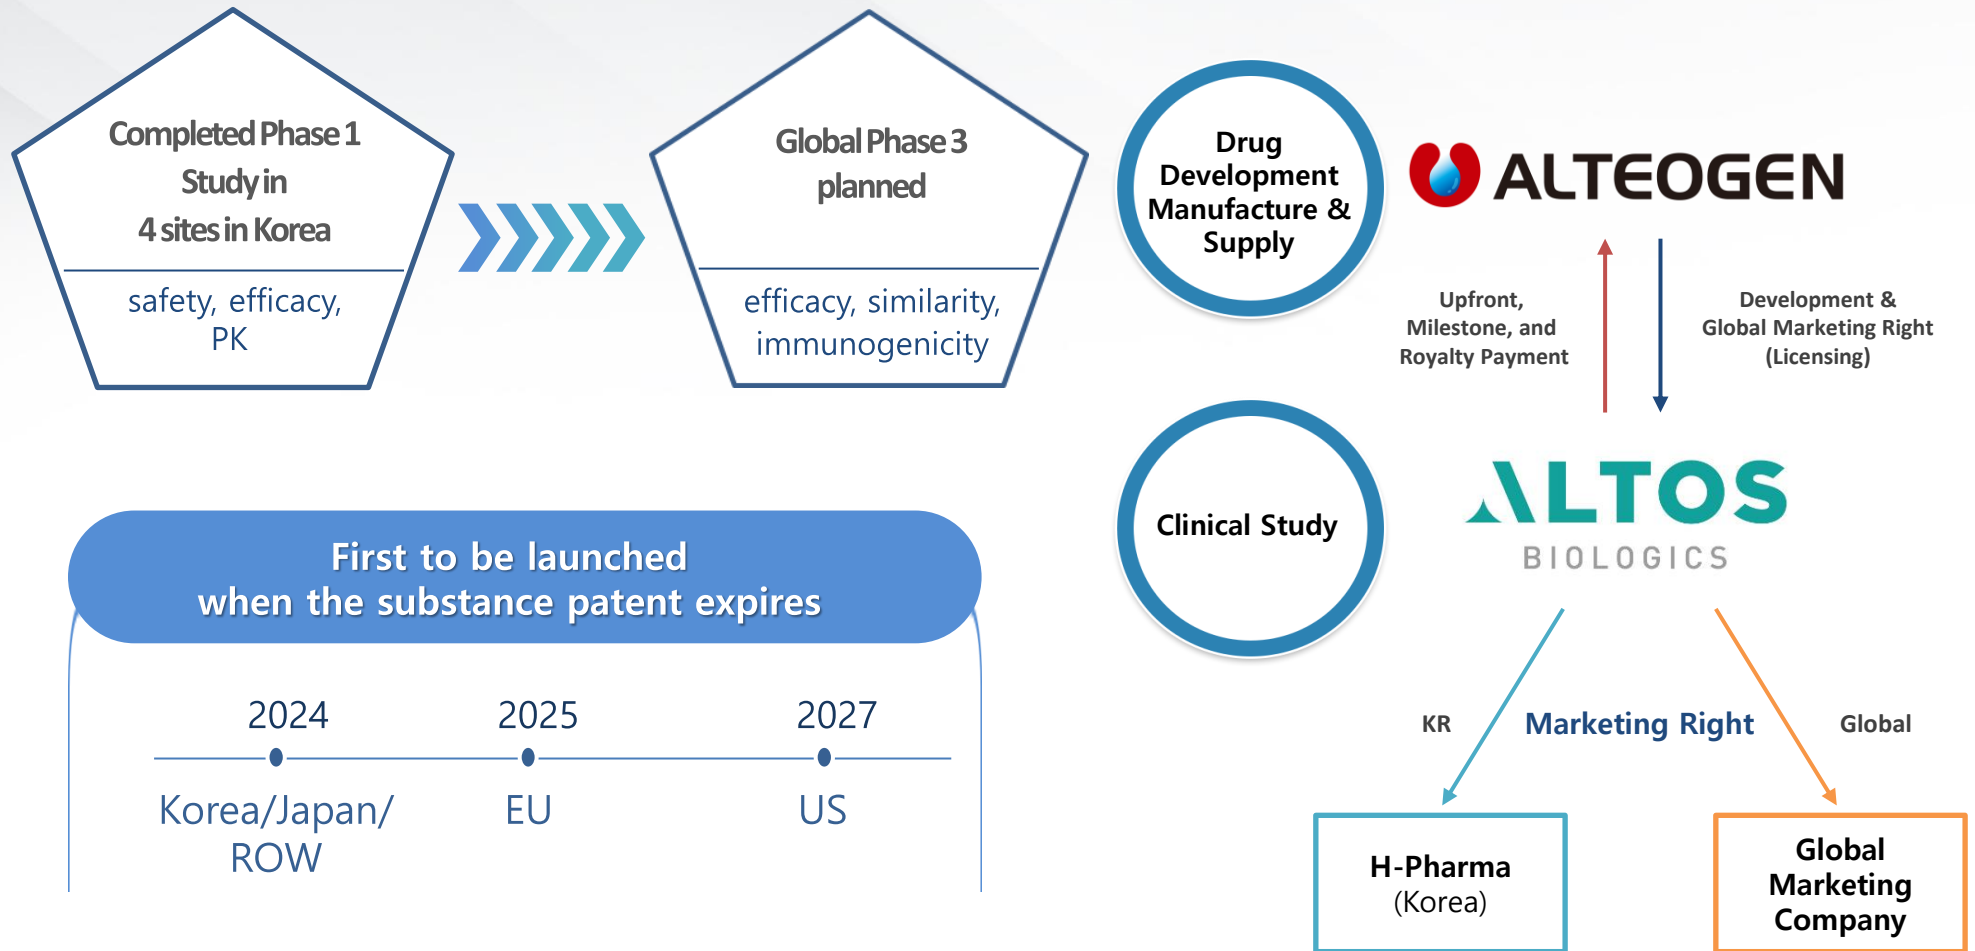 Completed Phase 1
Study in
4 sites in Korea
safety, efficacy,
PK
Global Phase 3
planned
efficacy, similarity,
immunogenicity
First to be launched
when the substance patent expires
2024
2025
2027
Korea/Japan/
ROW
EU
US
Drug
Development
Manufacture &
Supply
ALTEOGEN
Upfront,
Milestone, and
Royalty Payment
Development &
Global Marketing Right
(Licensing)
Clinical Study
ALTOS
BIOLOGICS
KR
Marketing Right
Global
H-Pharma
(Korea)
Global
Marketing
Company